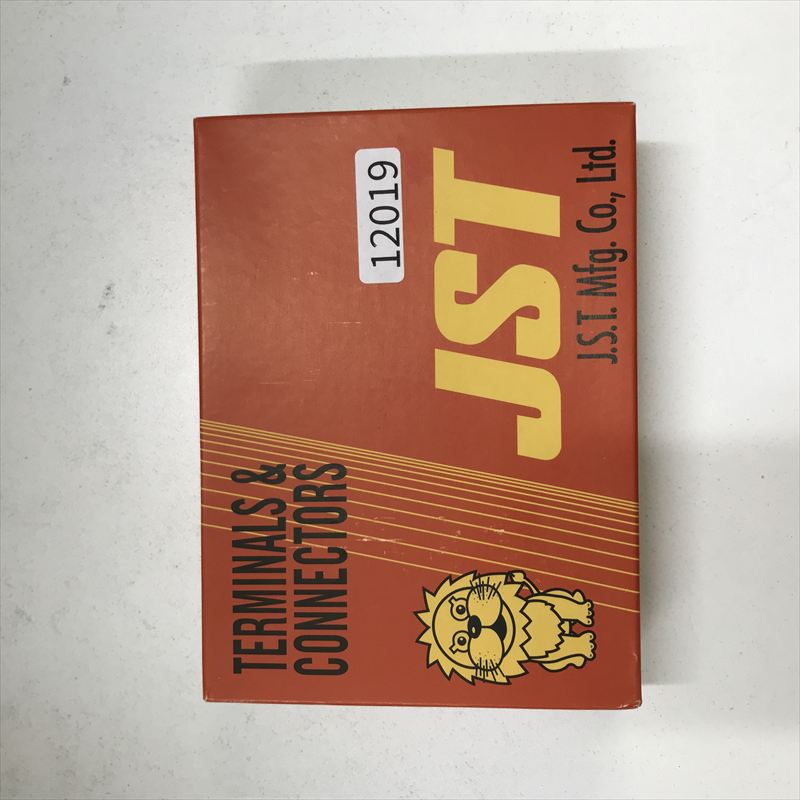 TERMINALS &
CONNECTORS
12019
JST
J.S.T. Mfg. Co., Ltd.